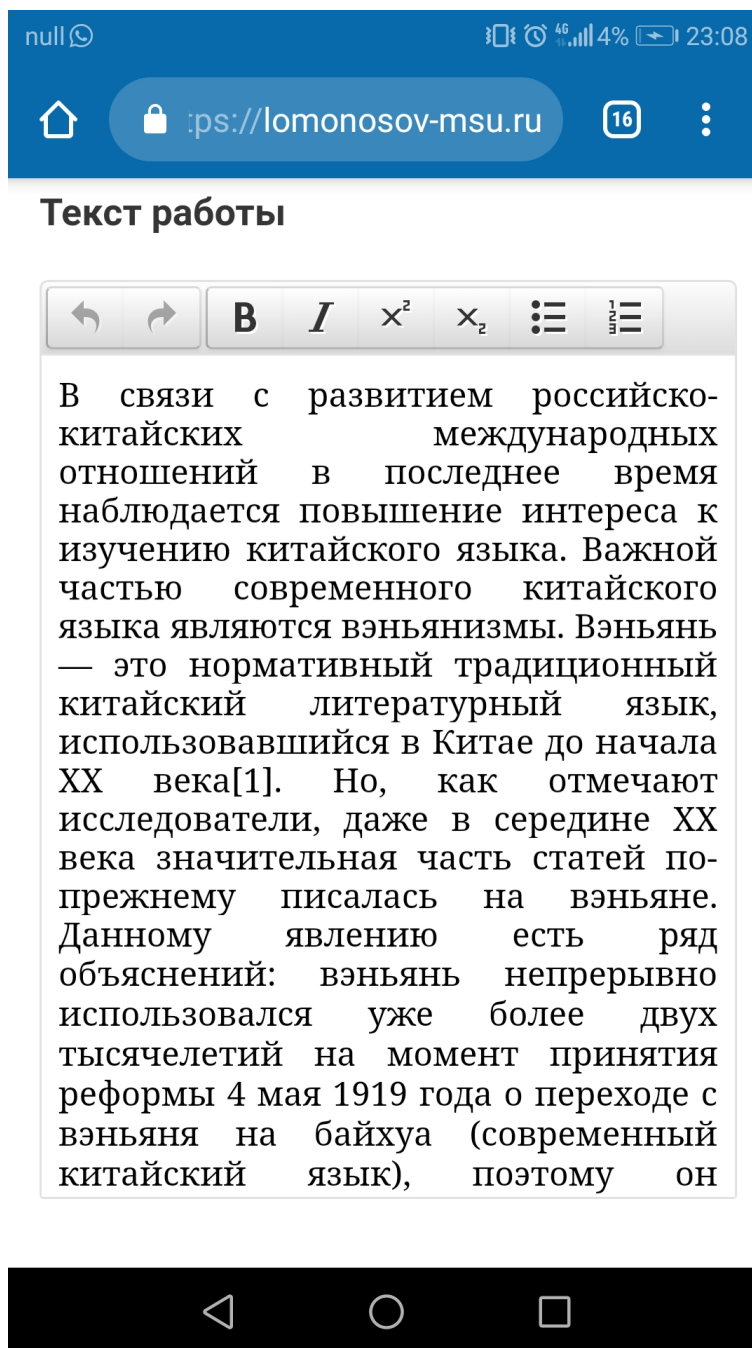 null 4G 4% 23:08
tps://lomonosov-msu.ru 16
Текст работы
B I x² x₂
В связи с развитием российско-
китайских международных
отношений в последнее время
наблюдается повышение интереса к
изучению китайского языка. Важной
частью современного китайского
языка являются вэньянизмы. Вэньянь
— это нормативный традиционный
китайский литературный язык,
использовавшийся в Китае до начала
XX века[1]. Но, как отмечают
исследователи, даже в середине XX
века значительная часть статей по-
прежнему писалась на вэньяне.
Данному явлению есть ряд
объяснений: вэньянь непрерывно
использовался уже более двух
тысячелетий на момент принятия
реформы 4 мая 1919 года о переходе с
вэньяня на байхуа (современный
китайский язык), поэтому он